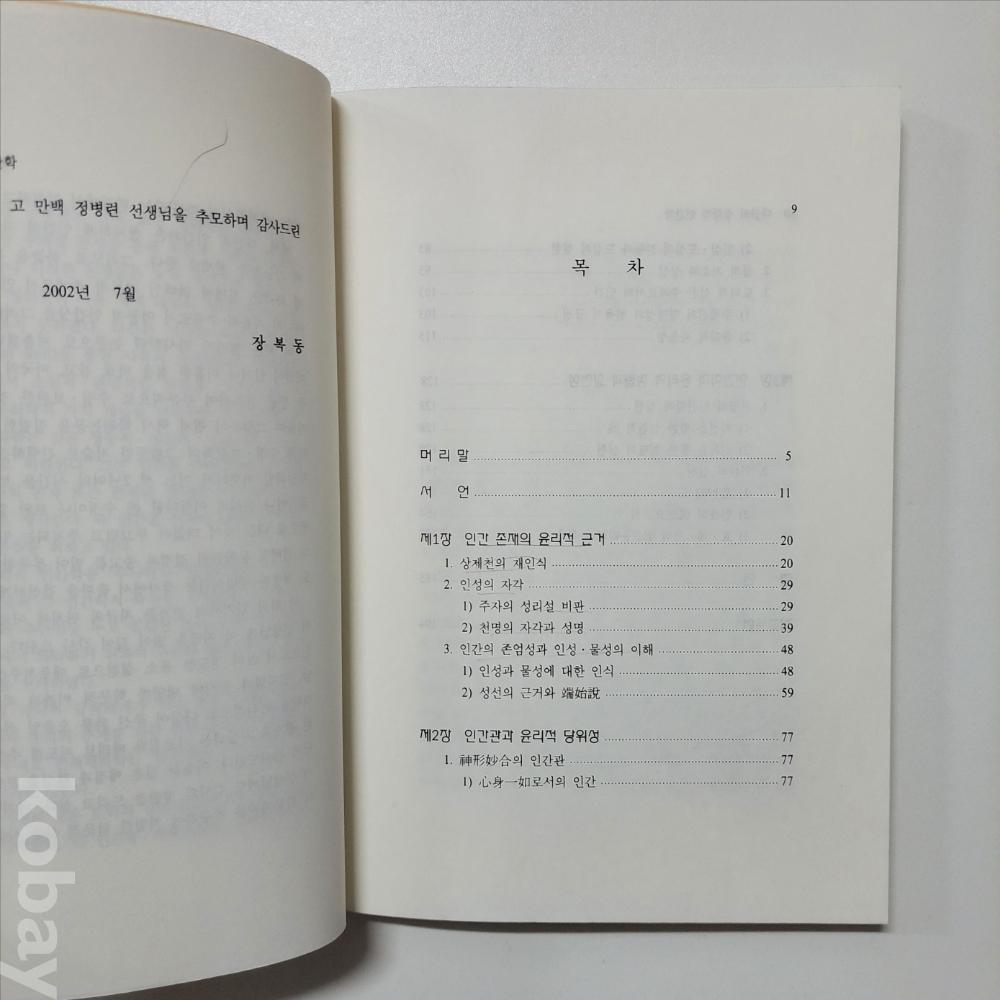 고 만백 정병련 선생님을 추모하며 감사드린
2002년 7월
장 복 동
9
목 차
머 리 말 5
서 언 11
제1장 인간 존재의 윤리적 근거 20
1. 상제천의 재인식 20
2. 인성의 자각 29
1) 주자의 성리설 비판 29
2) 천명의 자각과 성명 39
3. 인간의 존엄성과 인성·물성의 이해 48
1) 인성과 물성에 대한 인식 48
2) 성선의 근거와 端始說 59
제2장 인간관과 윤리적 당위성 77
1. 神形妙合의 인간관 77
1) 心身一如로서의 인간 77
kobay